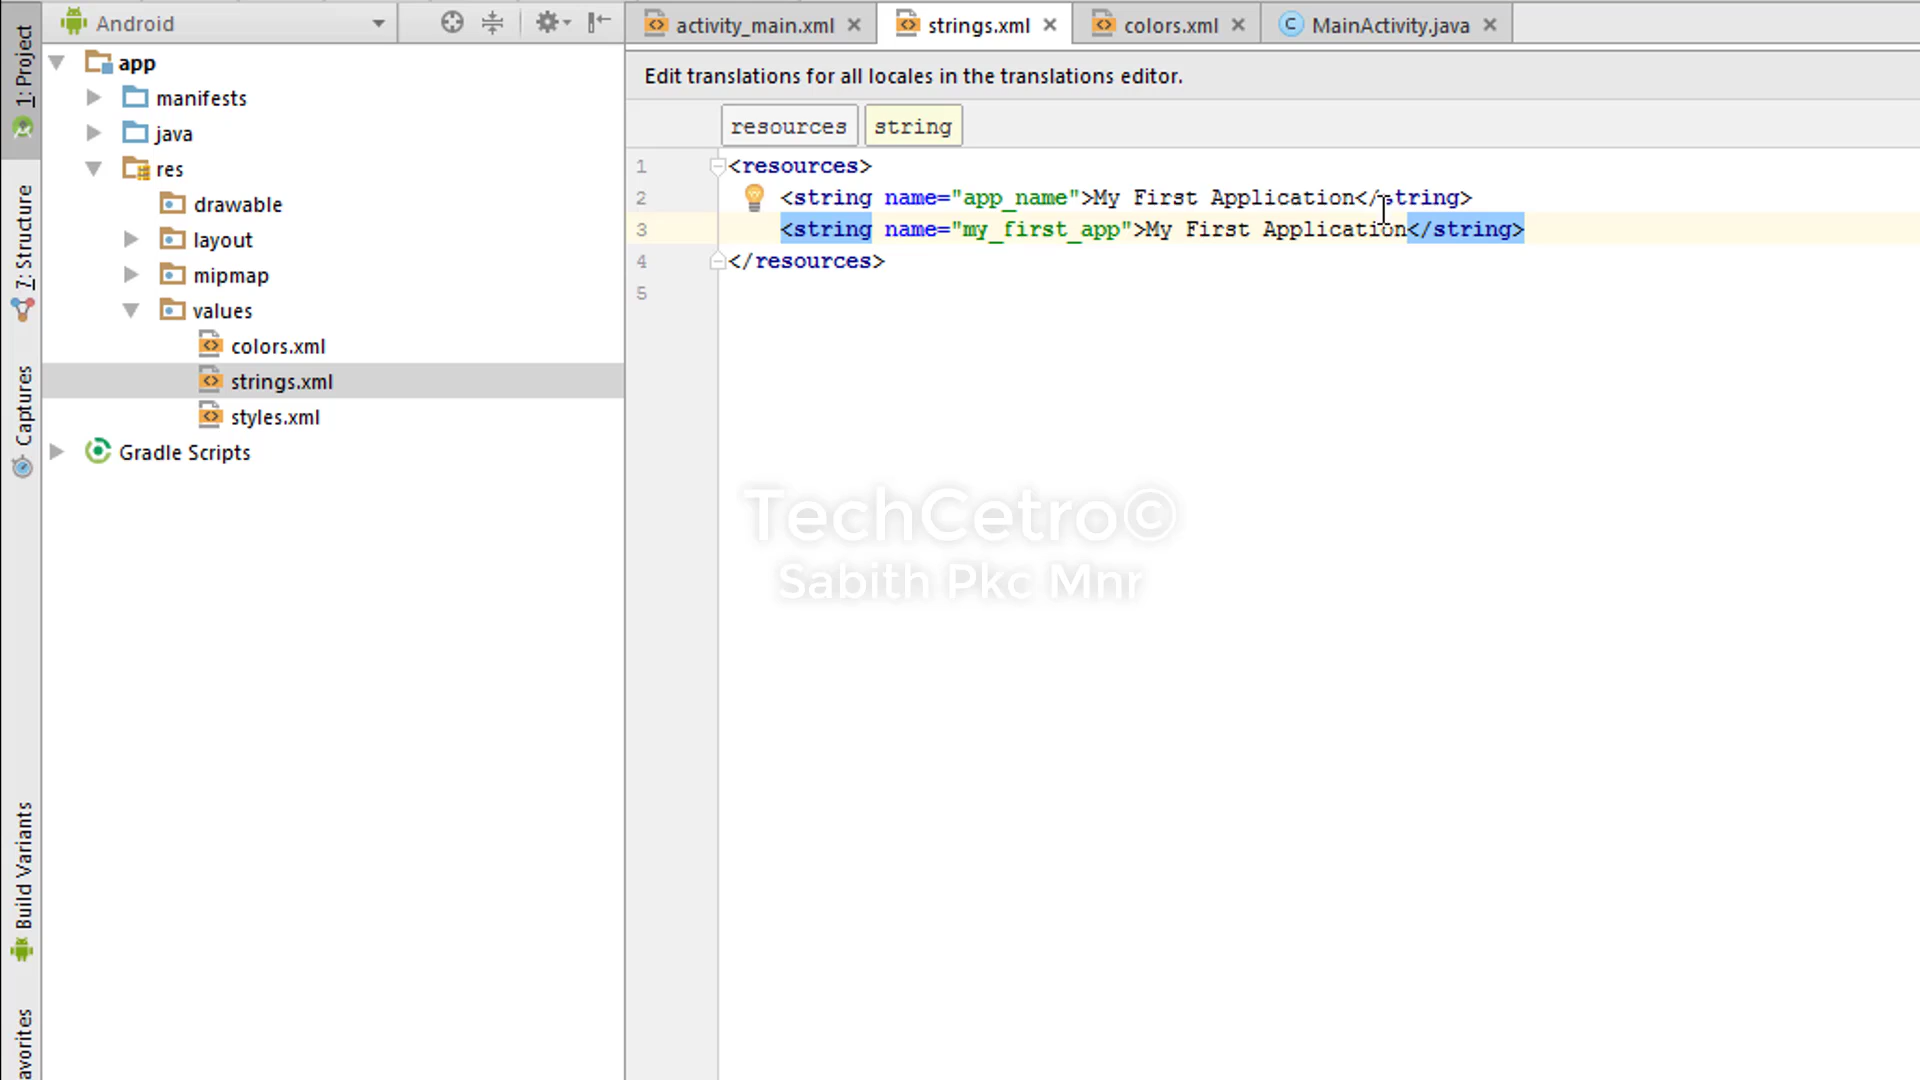 Android
activity_main.xml
strings.xml
colors.xml
MainActivity.java
1: Project
7: Structure
Captures
Build Variants
avorites
app
manifests
java
res
drawable
layout
mipmap
values
colors.xml
strings.xml
styles.xml
Gradle Scripts
Edit translations for all locales in the translations editor.
resources string
1 <resources>
2 <string name="app_name">My First Application</string>
3 <string name="my_first_app">My First Application</string>
4 </resources>
5
TechCetro©
Sabith Pkc Mnr